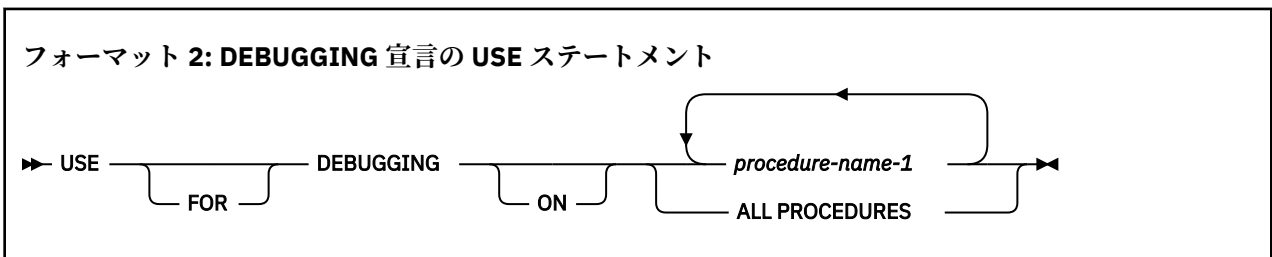 フォーマット 2: DEBUGGING 宣言の USE ステートメント
USE DEBUGGING procedure-name-1
FOR ON ALL PROCEDURES